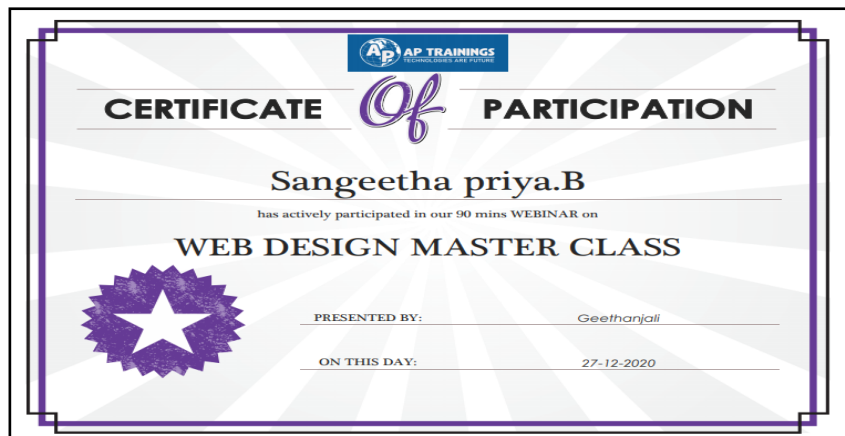 AP AP TRAININGS
TECHNOLOGIES ARE FUTURE
CERTIFICATE Of PARTICIPATION
Sangeetha priya.B
has actively participated in our 90 mins WEBINAR on
WEB DESIGN MASTER CLASS
PRESENTED BY: Geethanjali
ON THIS DAY: 27-12-2020